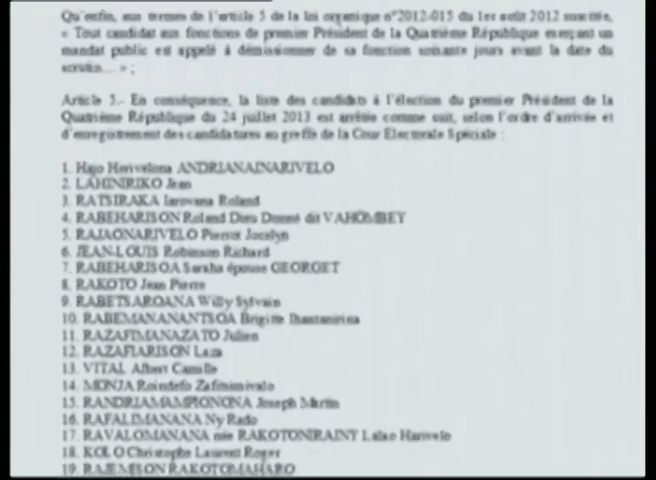 Qu'enfin, aux termes de l'article 5 de la loi organique n°2012-015 du 1er août 2012 susvisée,
« Tout candidat aux fonctions de premier Président de la Quatrième République exerçant un
mandat public est appelé à démissionner de sa fonction soixante jours avant la date du
scrutin... » ;
Article 5.- En conséquence, la liste des candidats à l'élection du premier Président de la
Quatrième République du 24 juillet 2013 est arrêtée comme suit, selon l'ordre d'arrivée et
d'enregistrement des candidatures au greffe de la Cour Electorale Spéciale :
1. Hajo Herivelona ANDRIANAINARIVELO
2. LAHINIRIKO Jean
3. RATSIRAKA Iarovana Roland
4. RABEHARISON Roland Dieu Donné dit VAHOMBEY
5. RAJAONARIVELO Pierrot Jocelyn
6. JEAN-LOUIS Robinson Richard
7. RABEHARISOA Saraha épouse GEORGET
8. RAKOTO Jean Pierre
9. RABETSAROANA Willy Sylvain
10. RABEMANANANTSOA Brigitte Ihantanirina
11. RAZAFIMANAZATO Julien
12. RAZAFIARISON Laza
13. VITAL Albert Camille
14. MONJA Roindefo Zafitsimivalo
15. RANDRIAMAMPIONONA Joseph Martin
16. RAFALIMANANA Ny Rado
17. RAVALOMANANA née RAKOTONIRAINY Lalao Harivelo
18. KOLO Christophe Laurent Roger
19. RAJEMISON RAKOTOMAHARO